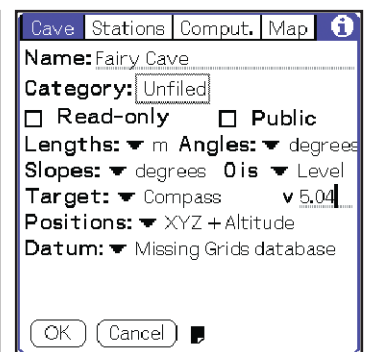 Cave Stations Comput. Map i
Name: Fairy Cave
Category: Unfiled
Read-only Public
Lengths: m Angles: degrees
Slopes: degrees 0 is Level
Target: Compass v 5.04
Positions: XYZ + Altitude
Datum: Missing Grids database
OK Cancel